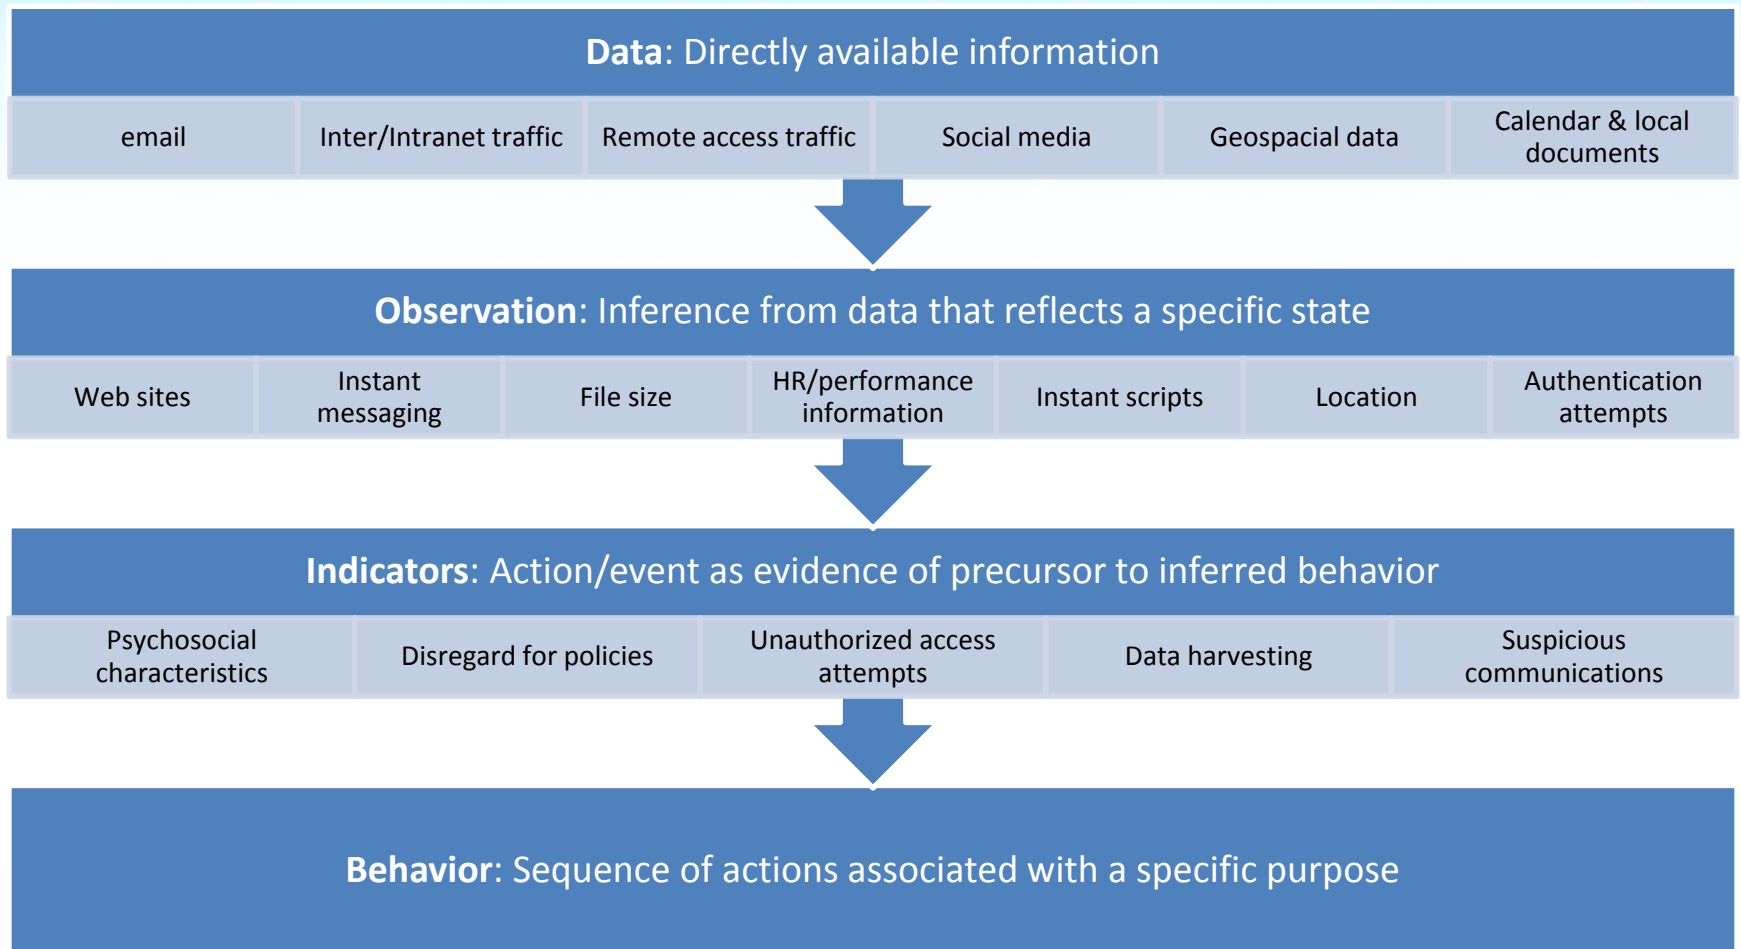 Data: Directly available information
email
Inter/Intranet traffic
Remote access traffic
Social media
Geospacial data
Calendar & local
documents
Observation: Inference from data that reflects a specific state
Web sites
Instant
messaging
File size
HR/performance
information
Instant scripts
Location
Authentication
attempts
Indicators: Action/event as evidence of precursor to inferred behavior
Psychosocial
characteristics
Disregard for policies
Unauthorized access
attempts
Data harvesting
Suspicious
communications
Behavior: Sequence of actions associated with a specific purpose